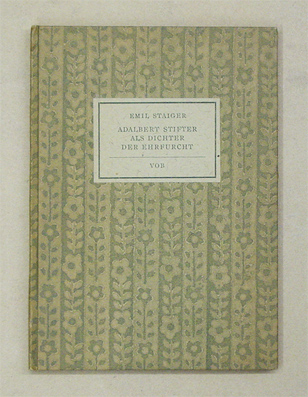 EMIL STAIGER
ADALBERT STIFTER
ALS DICHTER
DER EHRFURCHT
VOB